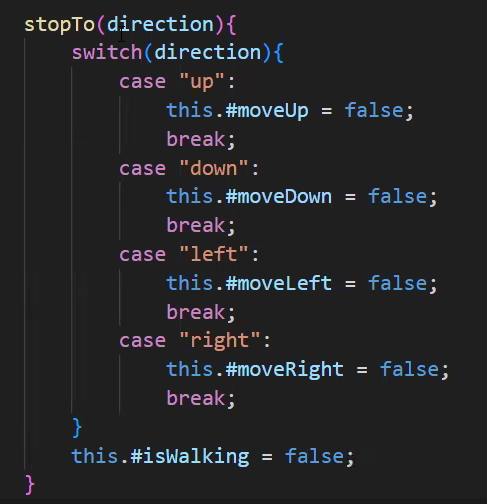 stopTo(direction){
    switch(direction){
        case "up":
            this.#moveUp = false;
            break;
        case "down":
            this.#moveDown = false;
            break;
        case "left":
            this.#moveLeft = false;
            break;
        case "right":
            this.#moveRight = false;
            break;
    }
    this.#isWalking = false;
}